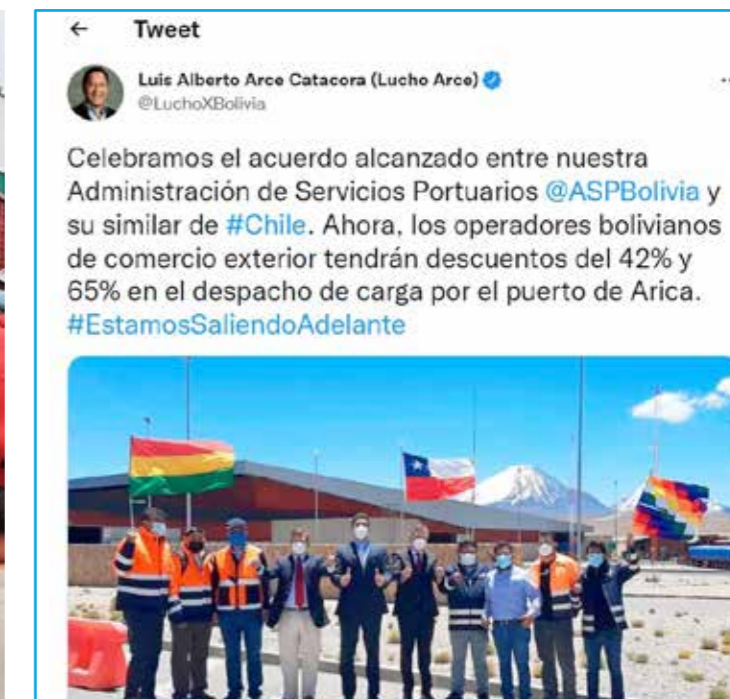 ← Tweet
Luis Alberto Arce Catacora (Lucho Arce)
@LuchoXBolivia
Celebramos el acuerdo alcanzado entre nuestra
Administración de Servicios Portuarios @ASPBolivia y
su similar de #Chile. Ahora, los operadores bolivianos
de comercio exterior tendrán descuentos del 42% y
65% en el despacho de carga por el puerto de Arica.
#EstamosSaliendoAdelante